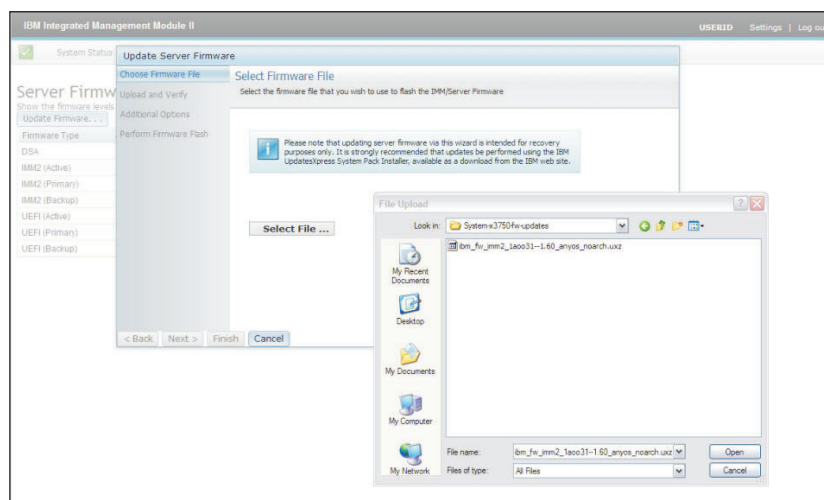 IBM Integrated Management Module II
USERID Settings | Log ou
System Status
Update Server Firmware
Choose Firmware File
Upload and Verify
Additional Options
Perform Firmware Flash
Select Firmware File
Select the firmware file that you wish to use to flash the IMM/Server Firmware
Server Firmw
Show the firmware levels
Update Firmware. . .
Firmware Type
DSA
IMM2 (Active)
IMM2 (Primary)
IMM2 (Backup)
UEFI (Active)
UEFI (Primary)
UEFI (Backup)
Please note that updating server firmware via this wizard is intended for recovery
purposes only. It is strongly recommended that updates be performed using the IBM
UpdatesXpress System Pack Installer, available as a download from the IBM web site.
Select File ...
< Back Next > Finish Cancel
File Upload
Look in: System-x3750-fw-updates
ibm_fw_imm2_1aoo31--1.60_anyos_noarch.uxz
My Recent
Documents
Desktop
My Documents
My Computer
My Network
File name: ibm_fw_imm2_1aoo31--1.60_anyos_noarch.uxz Open
Files of type: All Files Cancel